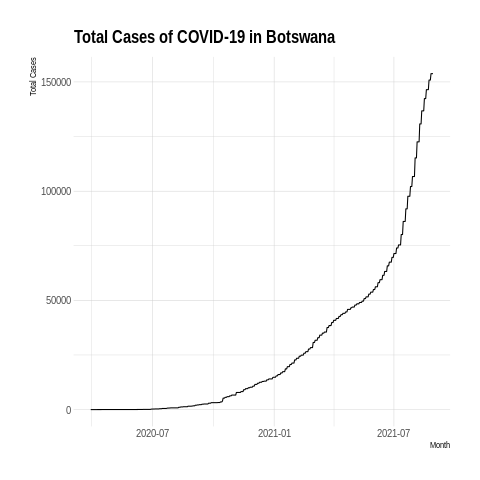 Total Cases of COVID-19 in Botswana
Total Cases
150000
100000
50000
0
2020-07
2021-01
2021-07
Month